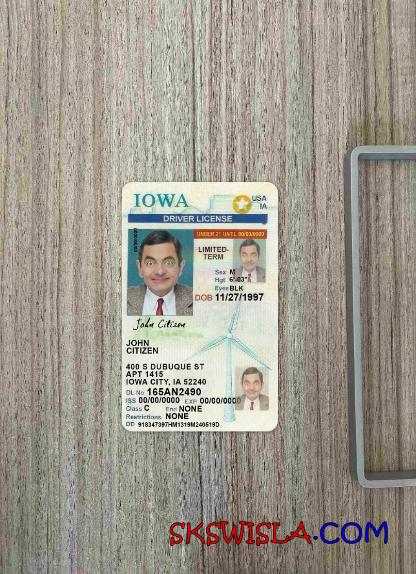 IOWA
USA
IA
DRIVER LICENSE
UNDER 21 UNTIL 00/00/0000
LIMITED-
TERM
Sex M
Hgt 6'-03"
Eyes BLK
DOB 11/27/1997
John Citizen
JOHN
CITIZEN
400 S DUBUQUE ST
APT 1415
IOWA CITY, IA 52240
DL No 165AN2490
ISS 00/00/0000 EXP 00/00/0000
Class C End NONE
Restrictions NONE
DD 918347397HM1319M240519D
SKSWISLA.COM